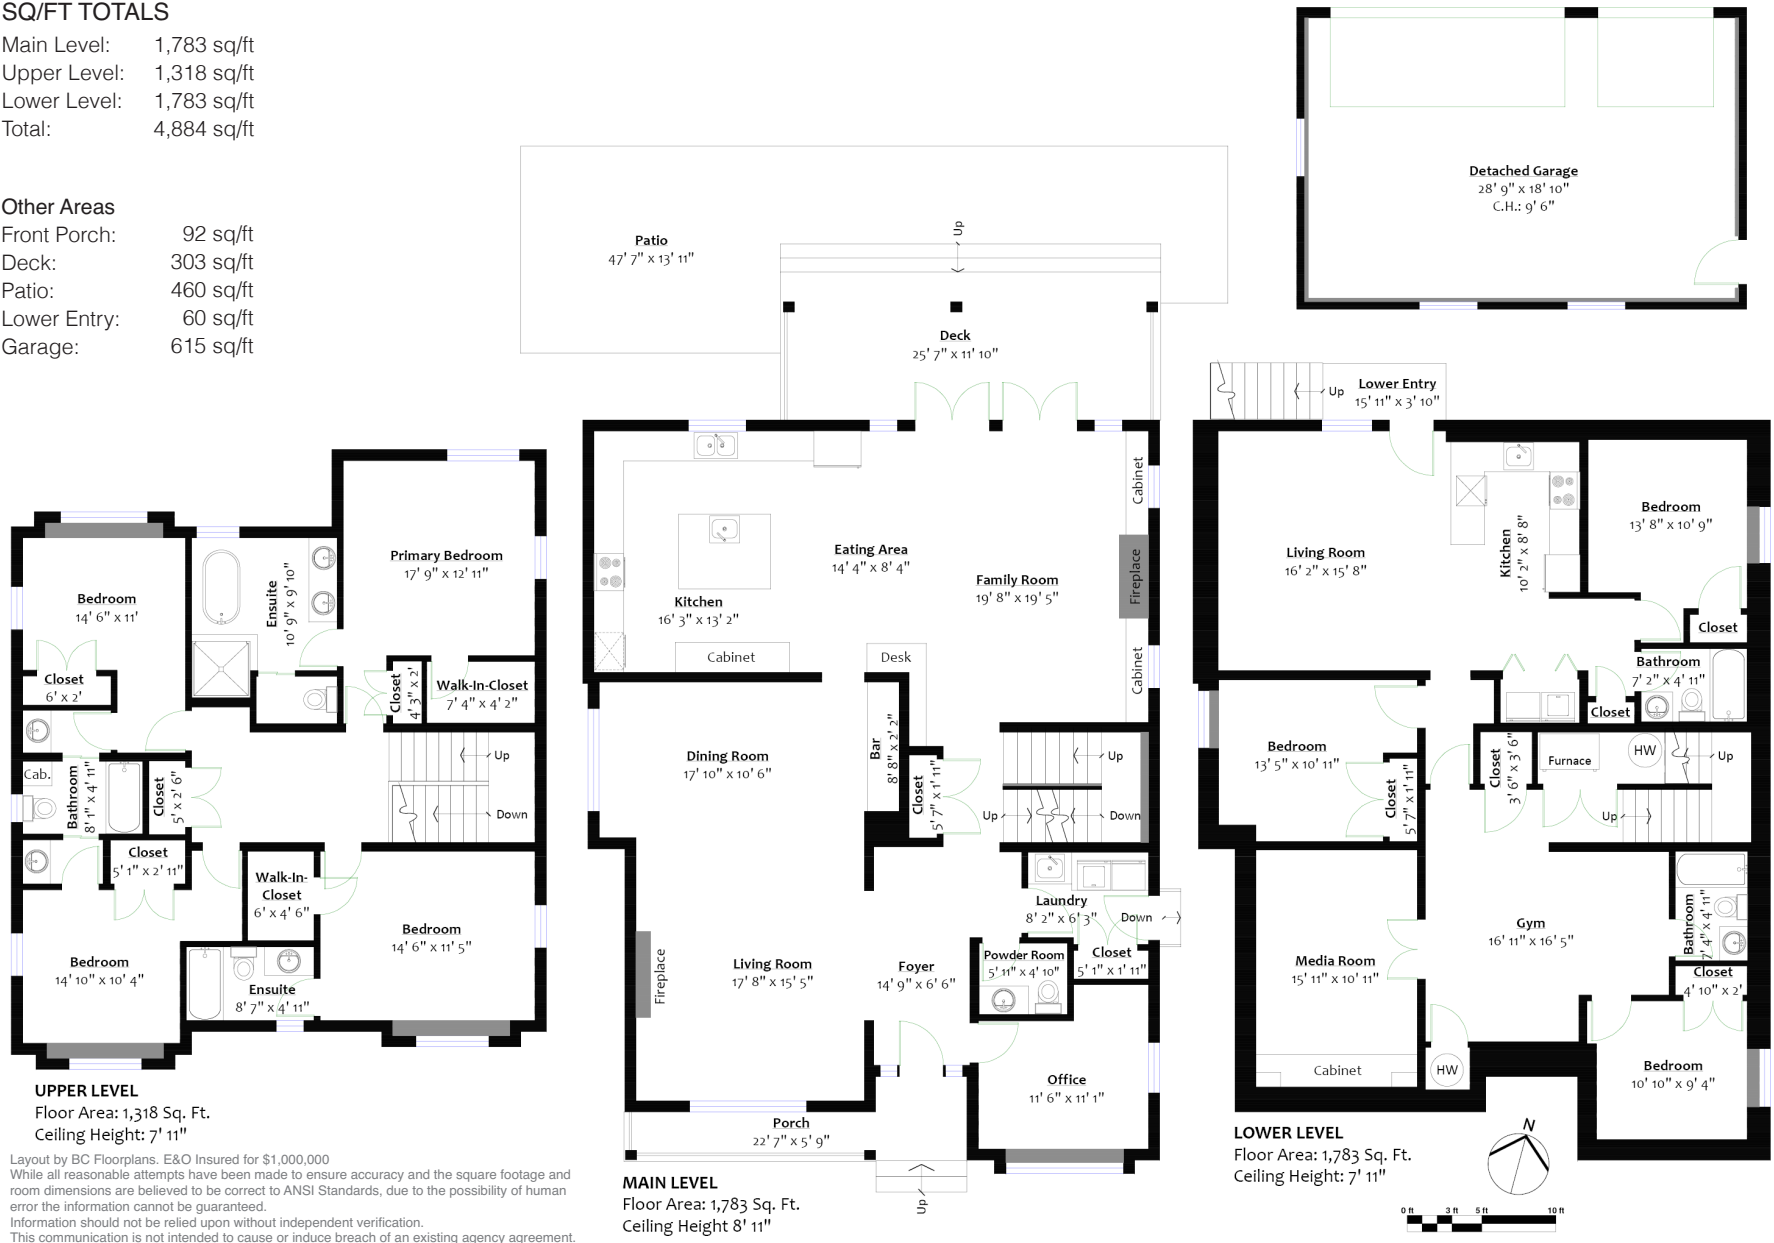 SQ/FT TOTALS
Main Level: 1,783 sq/ft
Upper Level: 1,318 sq/ft
Lower Level: 1,783 sq/ft
Total: 4,884 sq/ft
Other Areas
Front Porch: 92 sq/ft
Deck: 303 sq/ft
Patio: 460 sq/ft
Lower Entry: 60 sq/ft
Garage: 615 sq/ft
Detached Garage
28' 9" x 18' 10"
C.H.: 9' 6"
Bedroom
14' 6" x 11'
Ensuite
10' 9" x 9' 10"
Primary Bedroom
17' 9" x 12' 11"
Closet
6' x 2'
Closet
4' 3" x 2'
Walk-In-Closet
7' 4" x 4' 2"
Cab.
Bathroom
8' 1" x 4' 11"
Closet
5' x 2' 6"
Up
Down
Closet
5' 1" x 2' 11"
Walk-In-
Closet
6' x 4' 6"
Bedroom
14' 6" x 11' 5"
Bedroom
14' 10" x 10' 4"
Ensuite
8' 7" x 4' 11"
UPPER LEVEL
Floor Area: 1,318 Sq. Ft.
Ceiling Height: 7' 11"
Patio
47' 7" x 13' 11"
Up
Deck
25' 7" x 11' 10"
Cabinet
Eating Area
14' 4" x 8' 4"
Family Room
19' 8" x 19' 5"
Fireplace
Kitchen
16' 3" x 13' 2"
Cabinet
Desk
Cabinet
Dining Room
17' 10" x 10' 6"
Bar
8' 8" x 2' 2"
Closet
5' 7" x 1' 11"
Up
Up
Down
Laundry
8' 2" x 6' 3"
Down
Closet
5' 1" x 1' 11"
Powder Room
5' 11" x 4' 10"
Fireplace
Living Room
17' 8" x 15' 5"
Foyer
14' 9" x 6' 6"
Office
11' 6" x 11' 1"
Porch
22' 7" x 5' 9"
Up
MAIN LEVEL
Floor Area: 1,783 Sq. Ft.
Ceiling Height 8' 11"
Up
Lower Entry
15' 11" x 3' 10"
Living Room
16' 2" x 15' 8"
Kitchen
10' 2" x 8' 8"
Bedroom
13' 8" x 10' 9"
Closet
Bathroom
7' 2" x 4' 11"
Closet
Bedroom
13' 5" x 10' 11"
Closet
5' 7" x 1' 11"
Closet
3' 6" x 3' 6"
Furnace
HW
Up
Up
Gym
16' 11" x 16' 5"
Bathroom
7' 4" x 4' 11"
Media Room
15' 11" x 10' 11"
Closet
4' 10" x 2'
Cabinet
HW
Bedroom
10' 10" x 9' 4"
LOWER LEVEL
Floor Area: 1,783 Sq. Ft.
Ceiling Height: 7' 11"
N
0 ft 3 ft 5 ft 10 ft
Layout by BC Floorplans. E&O Insured for $1,000,000
While all reasonable attempts have been made to ensure accuracy and the square footage and
room dimensions are believed to be correct to ANSI Standards, due to the possibility of human
error the information cannot be guaranteed.
Information should not be relied upon without independent verification.
This communication is not intended to cause or induce breach of an existing agency agreement.